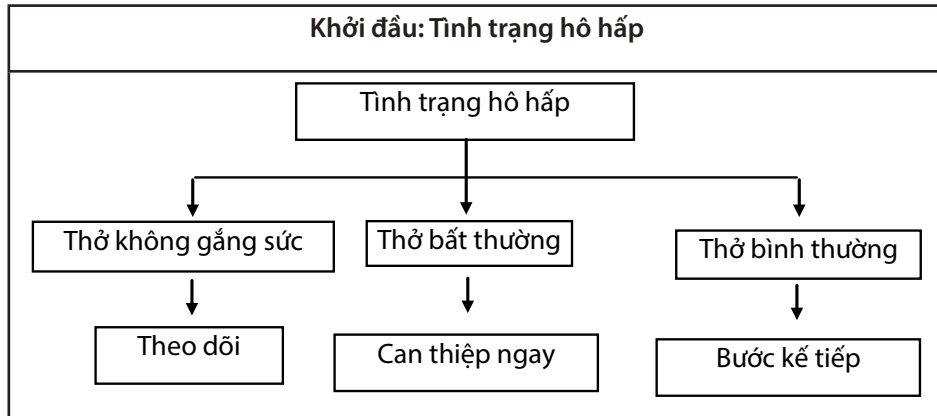 Khởi đầu: Tình trạng hô hấp
Tình trạng hô hấp
Thở không gắng sức
Thở bất thường
Thở bình thường
Theo dõi
Can thiệp ngay
Bước kế tiếp